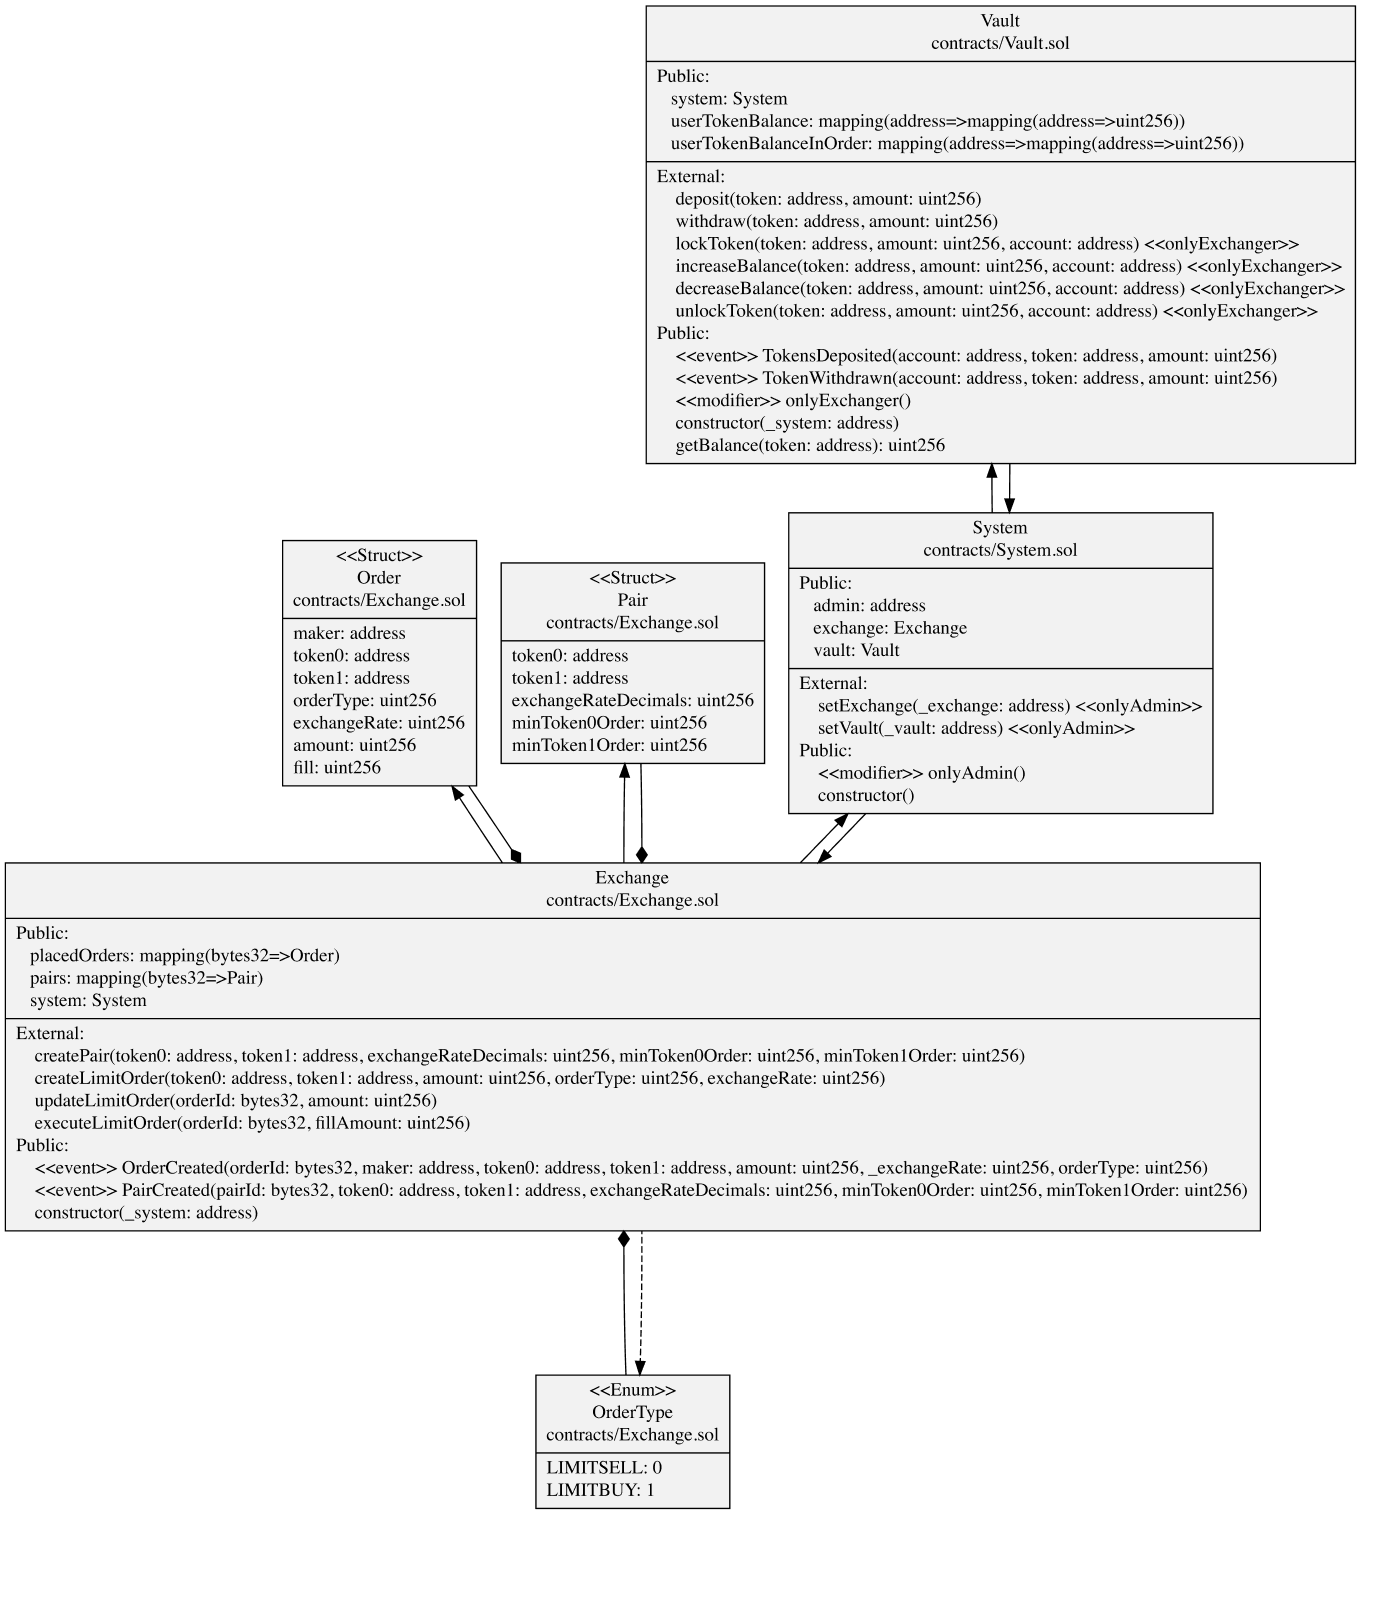 Vault
contracts/Vault.sol
Public:
system: System
userTokenBalance: mapping(address=>mapping(address=>uint256))
userTokenBalanceInOrder: mapping(address=>mapping(address=>uint256))
External:
deposit(token: address, amount: uint256)
withdraw(token: address, amount: uint256)
lockToken(token: address, amount: uint256, account: address) <<onlyExchanger>>
increaseBalance(token: address, amount: uint256, account: address) <<onlyExchanger>>
decreaseBalance(token: address, amount: uint256, account: address) <<onlyExchanger>>
unlockToken(token: address, amount: uint256, account: address) <<onlyExchanger>>
Public:
<<event>> TokensDeposited(account: address, token: address, amount: uint256)
<<event>> TokenWithdrawn(account: address, token: address, amount: uint256)
<<modifier>> onlyExchanger()
constructor(_system: address)
getBalance(token: address): uint256
<<Struct>>
Order
contracts/Exchange.sol
maker: address
token0: address
token1: address
orderType: uint256
exchangeRate: uint256
amount: uint256
fill: uint256
<<Struct>>
Pair
contracts/Exchange.sol
token0: address
token1: address
exchangeRateDecimals: uint256
minToken0Order: uint256
minToken1Order: uint256
System
contracts/System.sol
Public:
admin: address
exchange: Exchange
vault: Vault
External:
setExchange(_exchange: address) <<onlyAdmin>>
setVault(_vault: address) <<onlyAdmin>>
Public:
<<modifier>> onlyAdmin()
constructor()
Exchange
contracts/Exchange.sol
Public:
placedOrders: mapping(bytes32=>Order)
pairs: mapping(bytes32=>Pair)
system: System
External:
createPair(token0: address, token1: address, exchangeRateDecimals: uint256, minToken0Order: uint256, minToken1Order: uint256)
createLimitOrder(token0: address, token1: address, amount: uint256, orderType: uint256, exchangeRate: uint256)
updateLimitOrder(orderId: bytes32, amount: uint256)
executeLimitOrder(orderId: bytes32, fillAmount: uint256)
Public:
<<event>> OrderCreated(orderId: bytes32, maker: address, token0: address, token1: address, amount: uint256, _exchangeRate: uint256, orderType: uint256)
<<event>> PairCreated(pairId: bytes32, token0: address, token1: address, exchangeRateDecimals: uint256, minToken0Order: uint256, minToken1Order: uint256)
constructor(_system: address)
<<Enum>>
OrderType
contracts/Exchange.sol
LIMITSELL: 0
LIMITBUY: 1